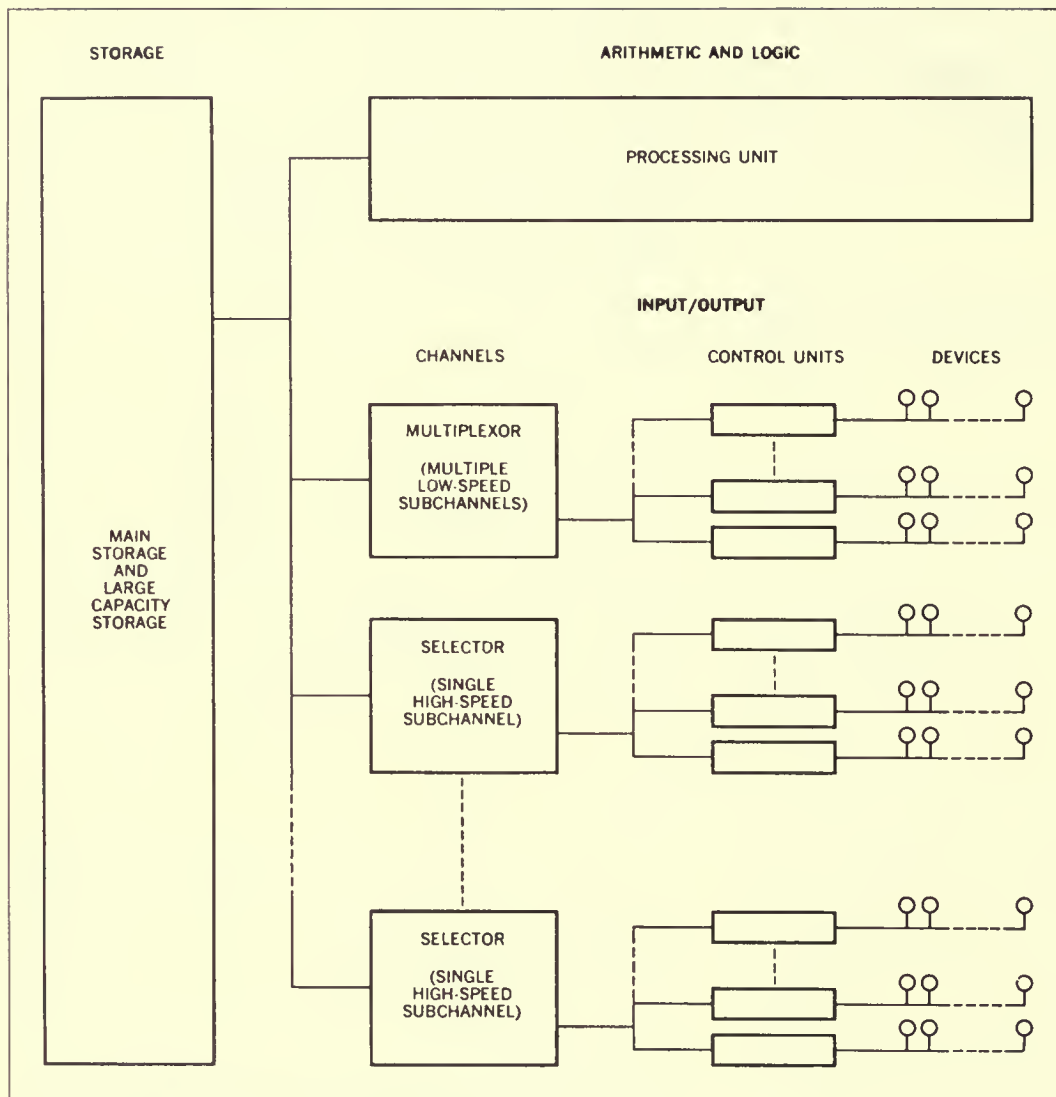 STORAGE
ARITHMETIC AND LOGIC
PROCESSING UNIT
INPUT/OUTPUT
CHANNELS
CONTROL UNITS
DEVICES
MULTIPLEXOR
(MULTIPLE
LOW-SPEED
SUBCHANNELS)
MAIN
STORAGE
AND
LARGE
CAPACITY
STORAGE
SELECTOR
(SINGLE
HIGH-SPEED
SUBCHANNEL)
SELECTOR
(SINGLE
HIGH-SPEED
SUBCHANNEL)